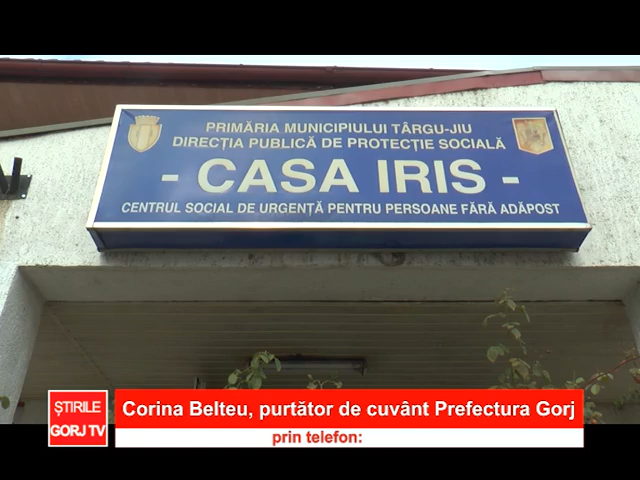 PRIMĂRIA MUNICIPIULUI TÂRGU-JIU
DIRECȚIA PUBLICĂ DE PROTECȚIE SOCIALĂ
- CASA IRIS -
CENTRUL SOCIAL DE URGENȚĂ PENTRU PERSOANE FĂRĂ ADĂPOST
ȘTIRILE
GORJ TV
Corina Belteu, purtător de cuvânt Prefectura Gorj
prin telefon: